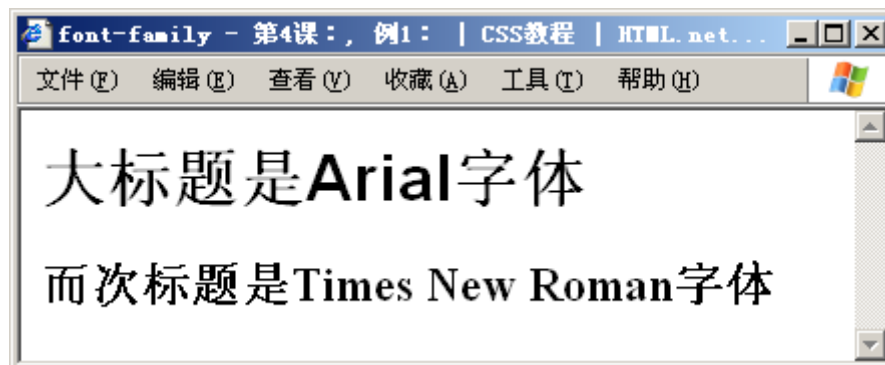 font-family - 第4课：, 例1： | CSS教程 | HTML.net...
文件(F) 编辑(E) 查看(V) 收藏(A) 工具(T) 帮助(H)
大标题是Arial字体
而次标题是Times New Roman字体